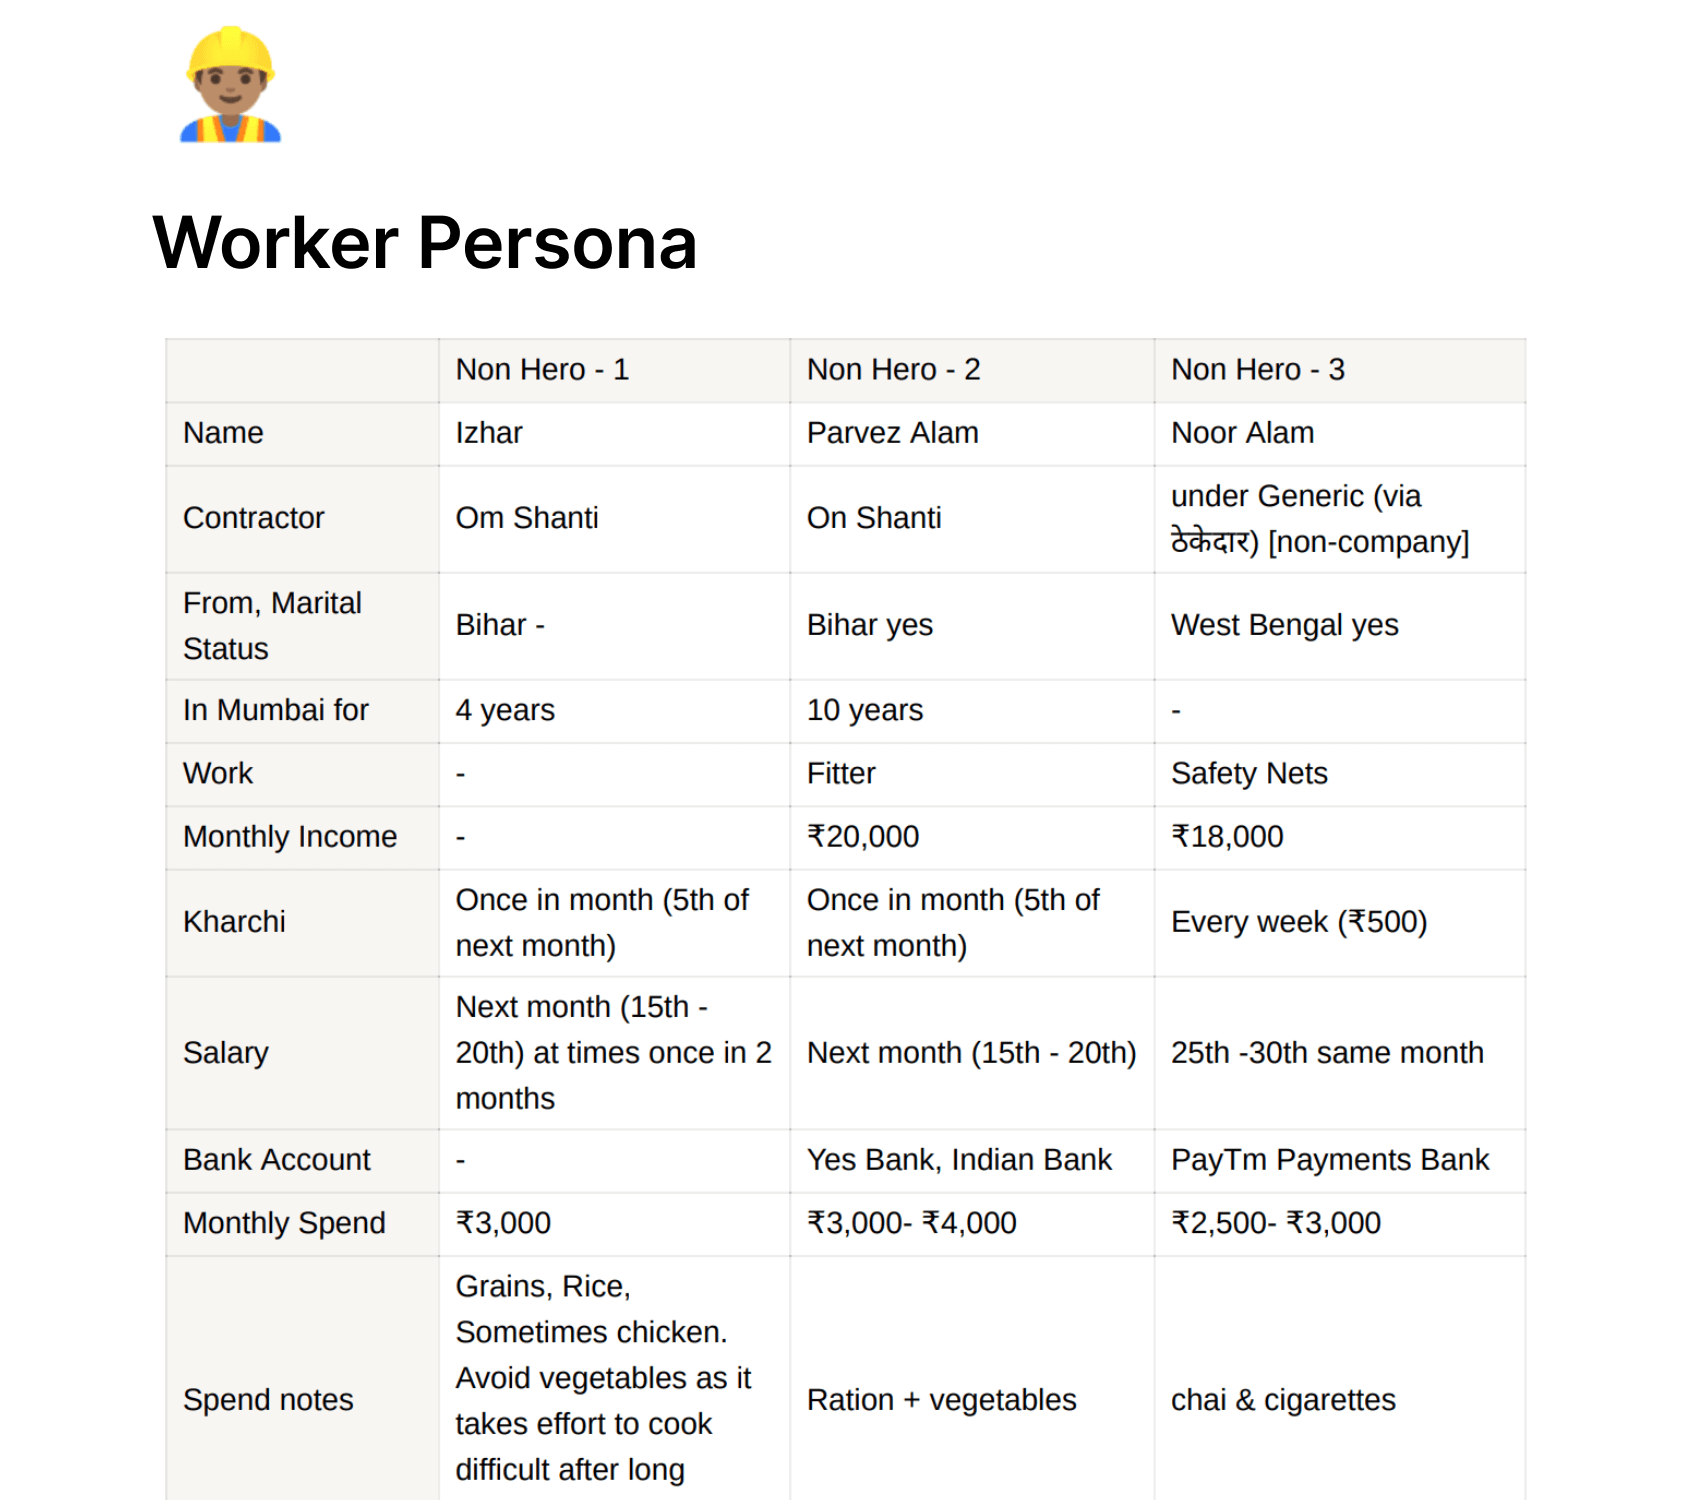 Worker Persona
Non Hero - 1 Non Hero - 2 Non Hero - 3
Name Izhar Parvez Alam Noor Alam
Contractor Om Shanti On Shanti under Generic (via
ठेकेदार) [non-company]
From, Marital
Status Bihar - Bihar yes West Bengal yes
In Mumbai for 4 years 10 years -
Work - Fitter Safety Nets
Monthly Income - ₹20,000 ₹18,000
Kharchi Once in month (5th of
next month) Once in month (5th of
next month) Every week (₹500)
Salary Next month (15th -
20th) at times once in 2
months Next month (15th - 20th) 25th -30th same month
Bank Account - Yes Bank, Indian Bank PayTm Payments Bank
Monthly Spend ₹3,000 ₹3,000- ₹4,000 ₹2,500- ₹3,000
Spend notes Grains, Rice,
Sometimes chicken.
Avoid vegetables as it
takes effort to cook
difficult after long
Ration + vegetables chai & cigarettes